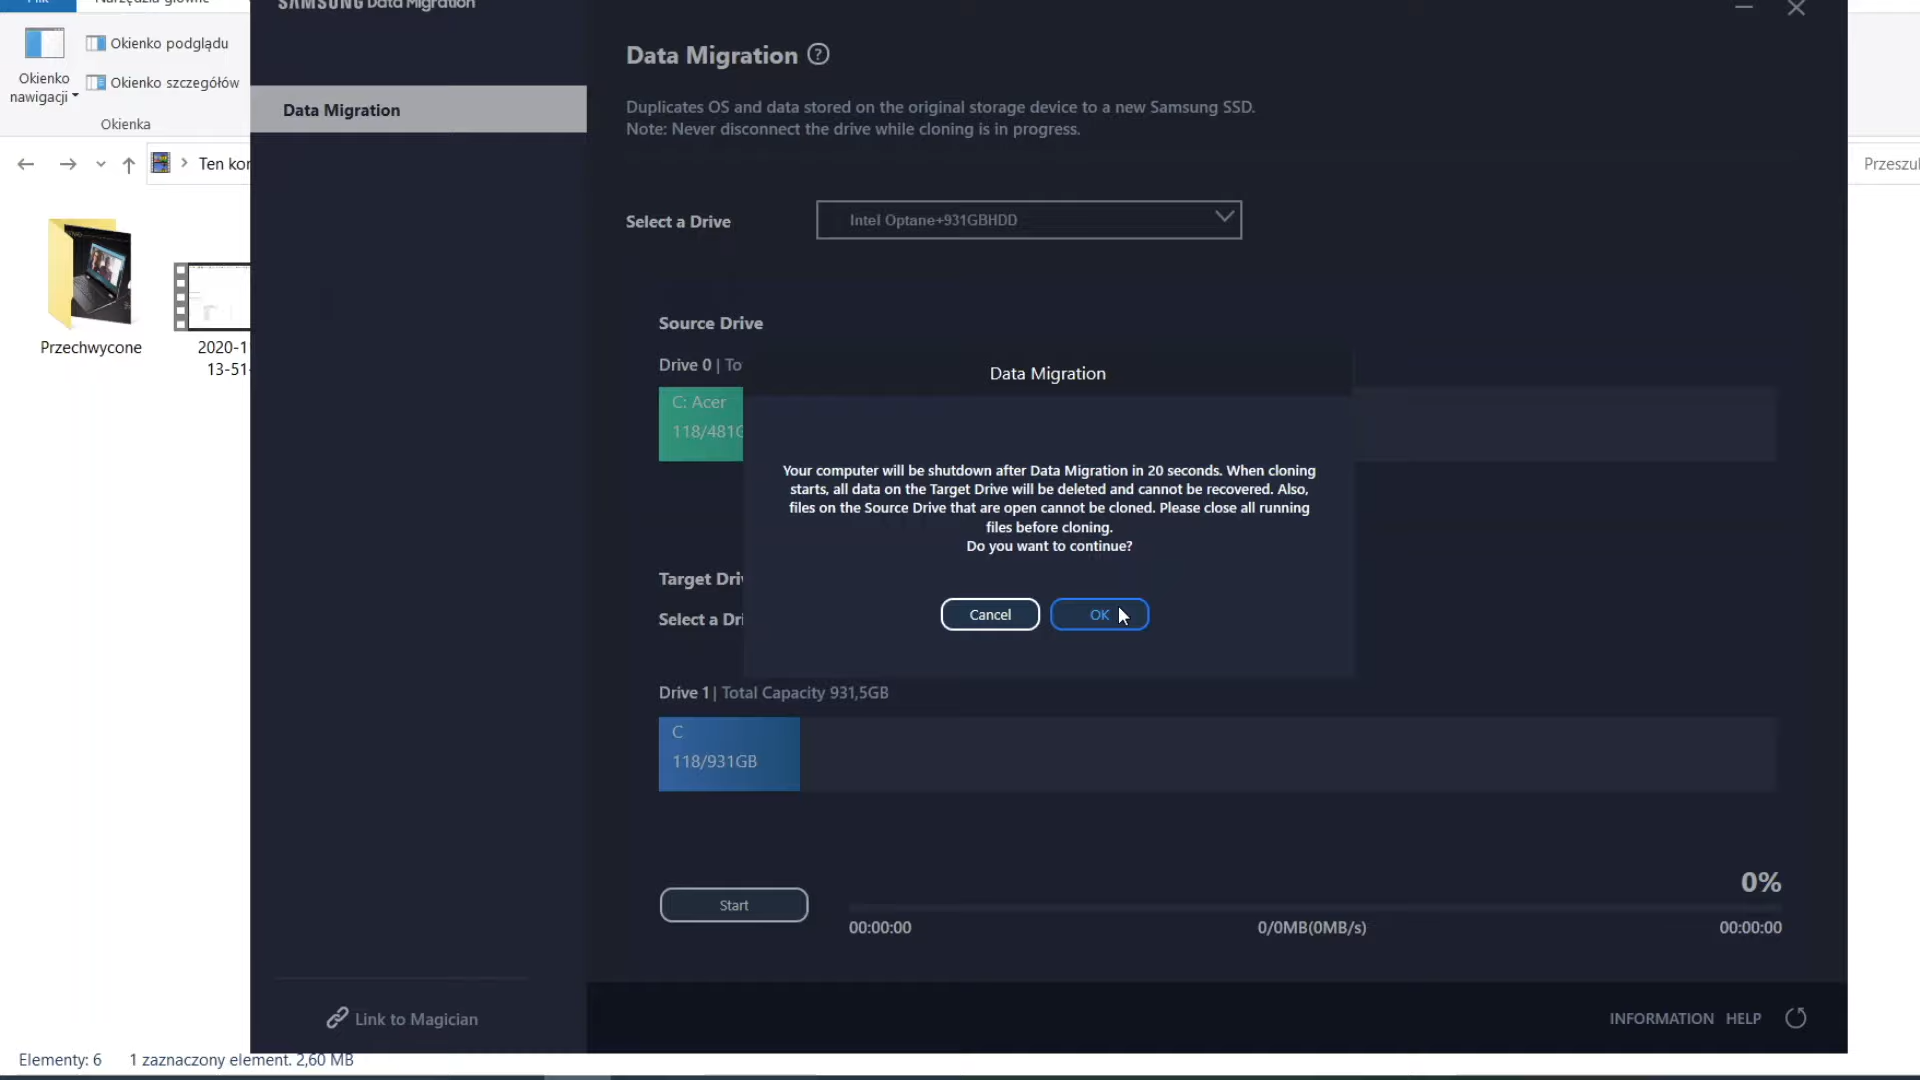 SAMSUNG Data Migration
Okienko podglądu
Okienko
nawigacji
Okienko szczegółów
Okienka
Ten
Przeszuk
Przechwycone
2020-1
13-51-
Data Migration
Data Migration ?
Duplicates OS and data stored on the original storage device to a new Samsung SSD.
Note: Never disconnect the drive while cloning is in progress.
Select a Drive
Intel Optane+931GBHDD
Source Drive
Drive 0 | To
C: Acer
118/481G
Data Migration
Your computer will be shutdown after Data Migration in 20 seconds. When cloning
starts, all data on the Target Drive will be deleted and cannot be recovered. Also,
files on the Source Drive that are open cannot be cloned. Please close all running
files before cloning.
Do you want to continue?
Cancel
OK
Target Driv
Select a Dri
Drive 1 | Total Capacity 931,5GB
C
118/931GB
Start
0%
00:00:00
0/0MB(0MB/s)
00:00:00
Link to Magician
INFORMATION
HELP
Elementy: 6
1 zaznaczony element. 2,60 MB